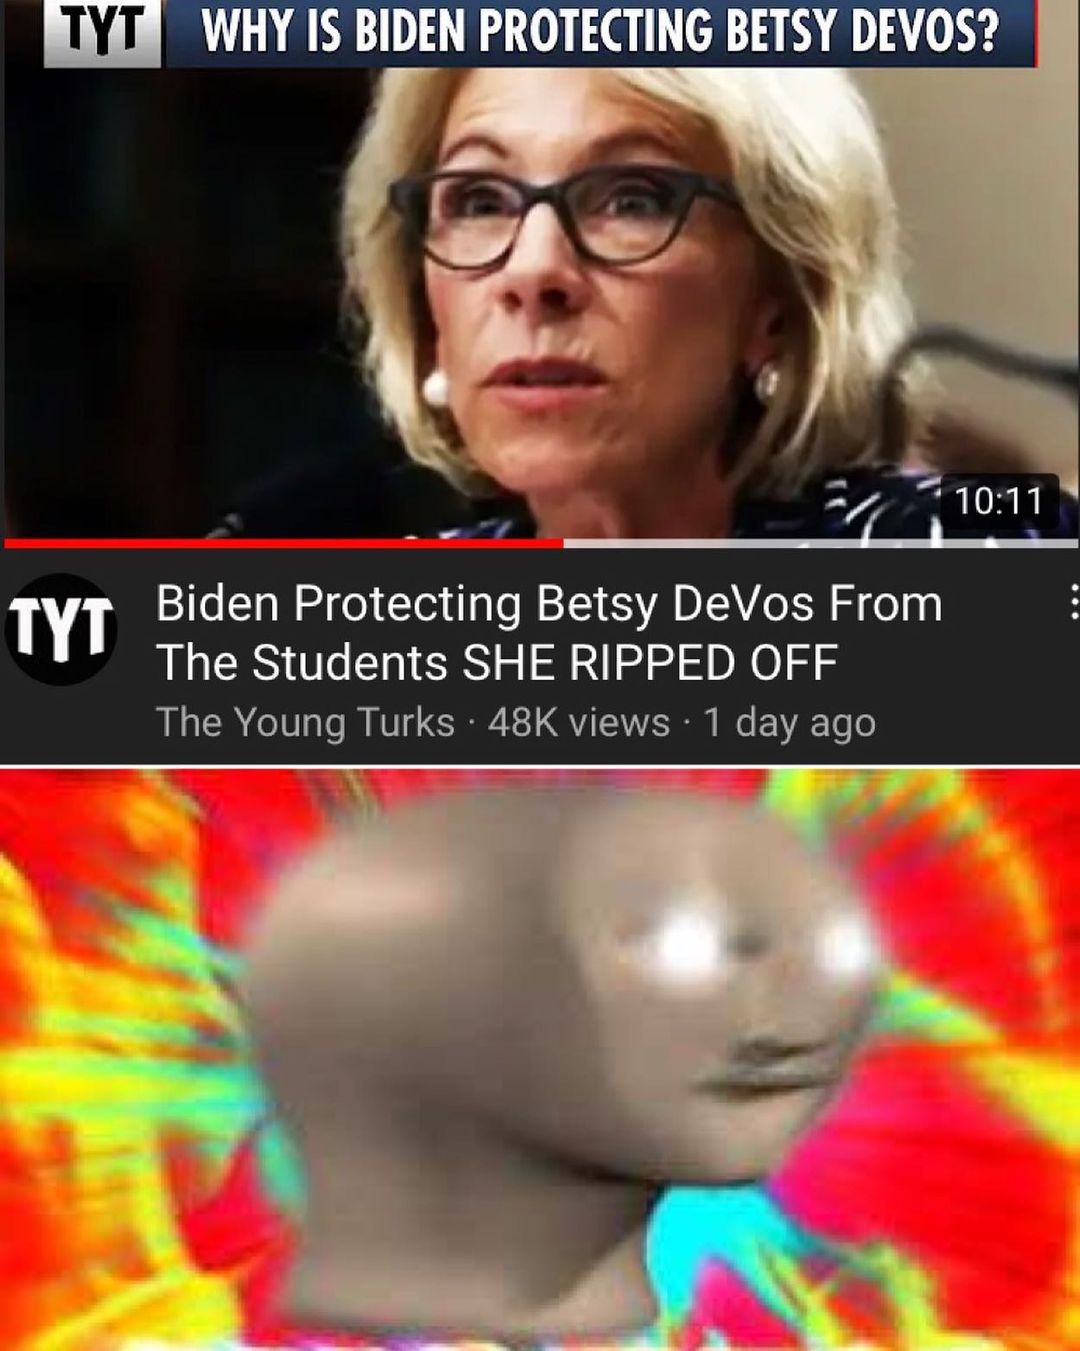 TYT WHY IS BIDEN PROTECTING BETSY DEVOS?
10:11
TYT
Biden Protecting Betsy DeVos From
The Students SHE RIPPED OFF
The Young Turks · 48K views · 1 day ago